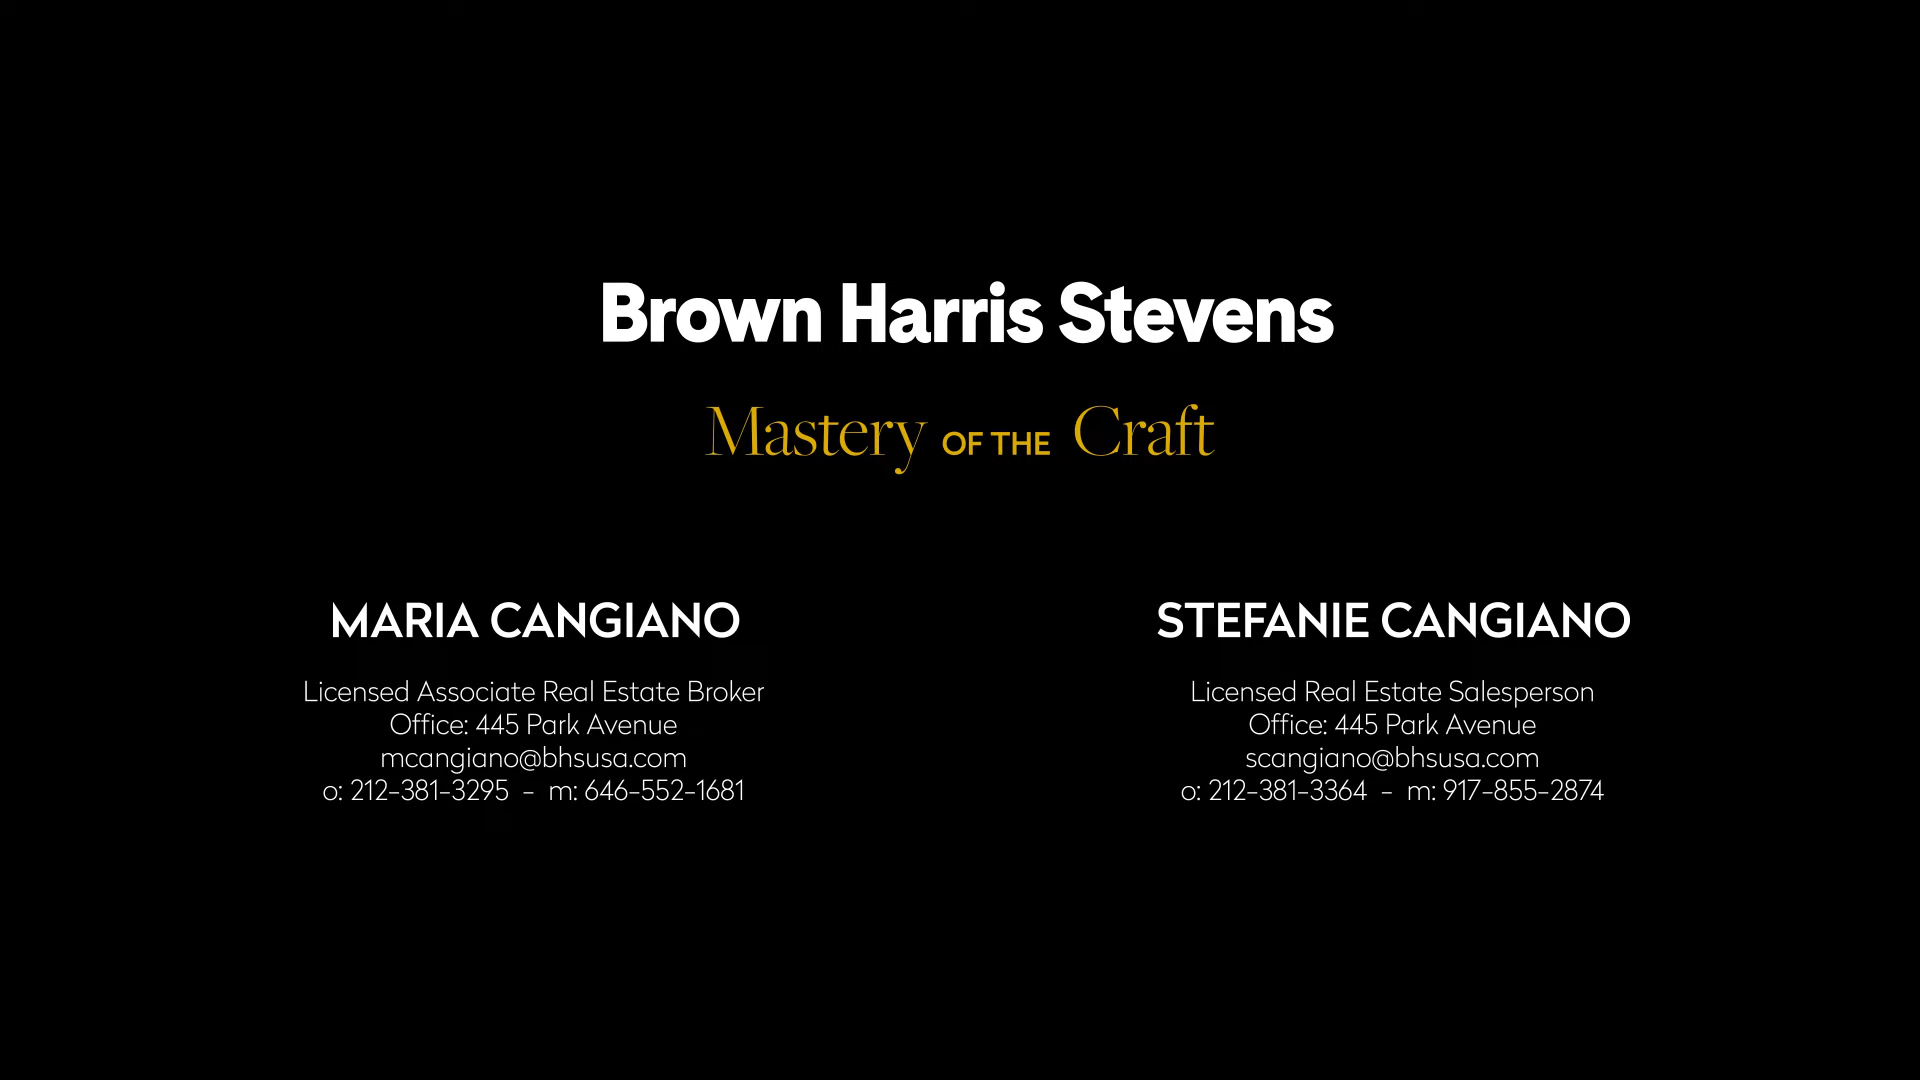 Brown Harris Stevens
Mastery OF THE Craft
MARIA CANGIANO
Licensed Associate Real Estate Broker
Office: 445 Park Avenue
mcangiano@bhsusa.com
o: 212-381-3295 - m: 646-552-1681
STEFANIE CANGIANO
Licensed Real Estate Salesperson
Office: 445 Park Avenue
scangiano@bhsusa.com
o: 212-381-3364 - m: 917-855-2874